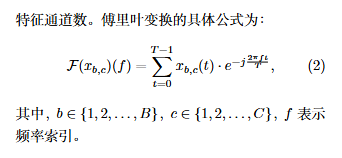 特征通道数。傅里叶变换的具体公式为：
$$\mathcal{F}(x_{b,c})(f) = \sum_{t=0}^{T-1} x_{b,c}(t) \cdot e^{-j\frac{2\pi ft}{T}}, \quad (2)$$
其中，$b \in \{1, 2, \ldots, B\}$，$c \in \{1, 2, \ldots, C\}$，$f$ 表示
频率索引。